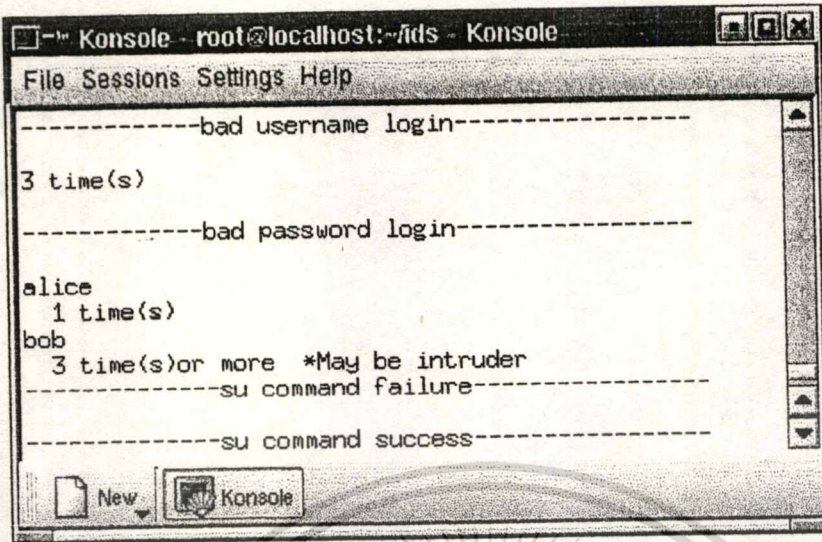 Konsole - root@localhost:~/ids - Konsole
File Sessions Settings Help
-------------bad username login-----------------
3 time(s)
-------------bad password login-----------------
alice
1 time(s)
bob
3 time(s)or more *May be intruder
--------------su command failure-----------------
--------------su command success-----------------
New Konsole